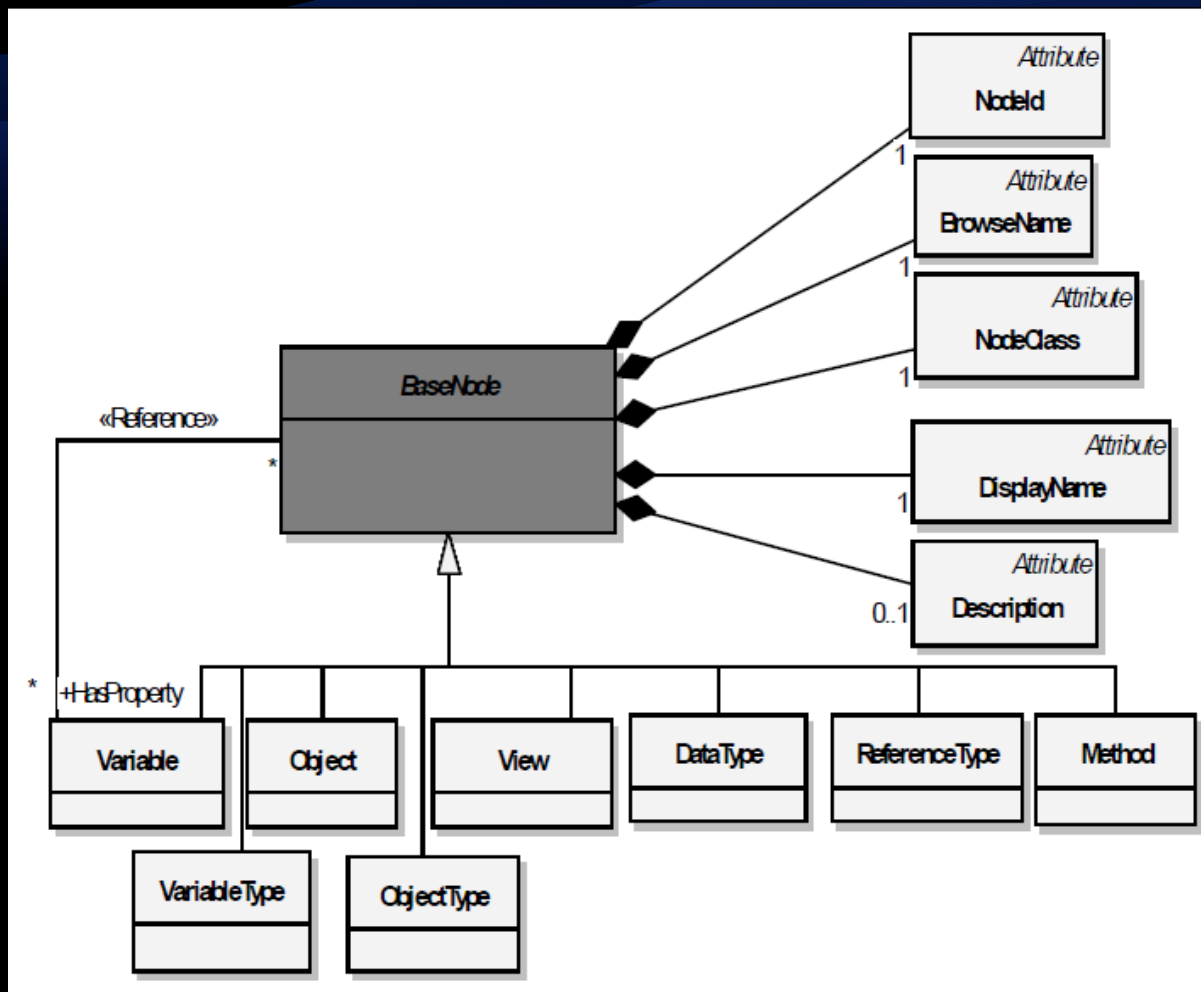 Attribute
NodeId
1
Attribute
BrowseName
1
Attribute
NodeClass
1
BaseNode
«Reference»
*
Attribute
DisplayName
1
Attribute
Description
0..1
* +HasProperty
Variable
Object
View
DataType
ReferenceType
Method
VariableType
ObjectType